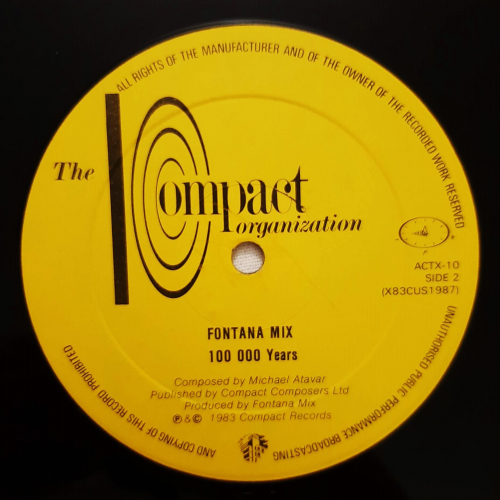 ALL RIGHTS OF THE MANUFACTURER AND OF THE OWNER OF THE RECORDED WORK RESERVED
The
Compact
organization
ACTX-10
SIDE 2
(X83CUS1987)
FONTANA MIX
100 000 Years
Composed by Michael Atavar
Published by Compact Composers Ltd
Produced by Fontana Mix
℗ & © 1983 Compact Records
UNAUTHORISED PUBLIC PERFORMANCE BROADCASTING
AND COPYING OF THIS RECORD PROHIBITED